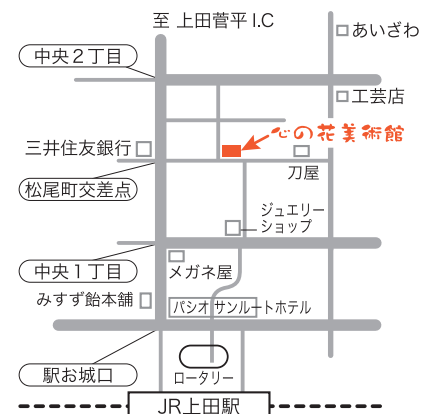 至 上田菅平 I.C
あいざわ
中央２丁目
工芸店
心の花美術館
三井住友銀行
刀屋
松尾町交差点
ジュエリー
ショップ
中央１丁目
メガネ屋
みすず飴本舗
パシオ サンルートホテル
駅お城口
ロータリー
JR上田駅